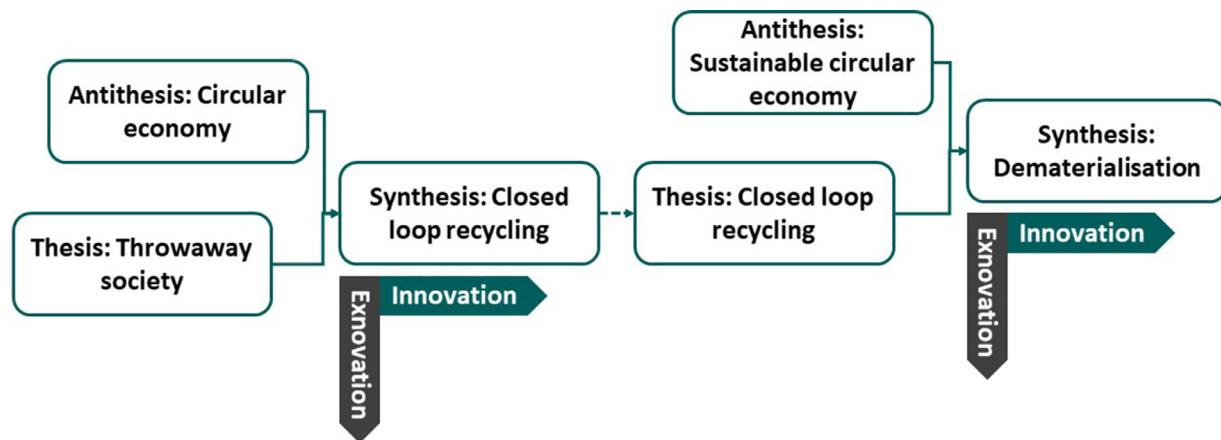 Antithesis: Circular
economy
Thesis: Throwaway
society
Synthesis: Closed
loop recycling
Exnovation
Innovation
Thesis: Closed loop
recycling
Antithesis:
Sustainable circular
economy
Synthesis:
Dematerialisation
Exnovation
Innovation